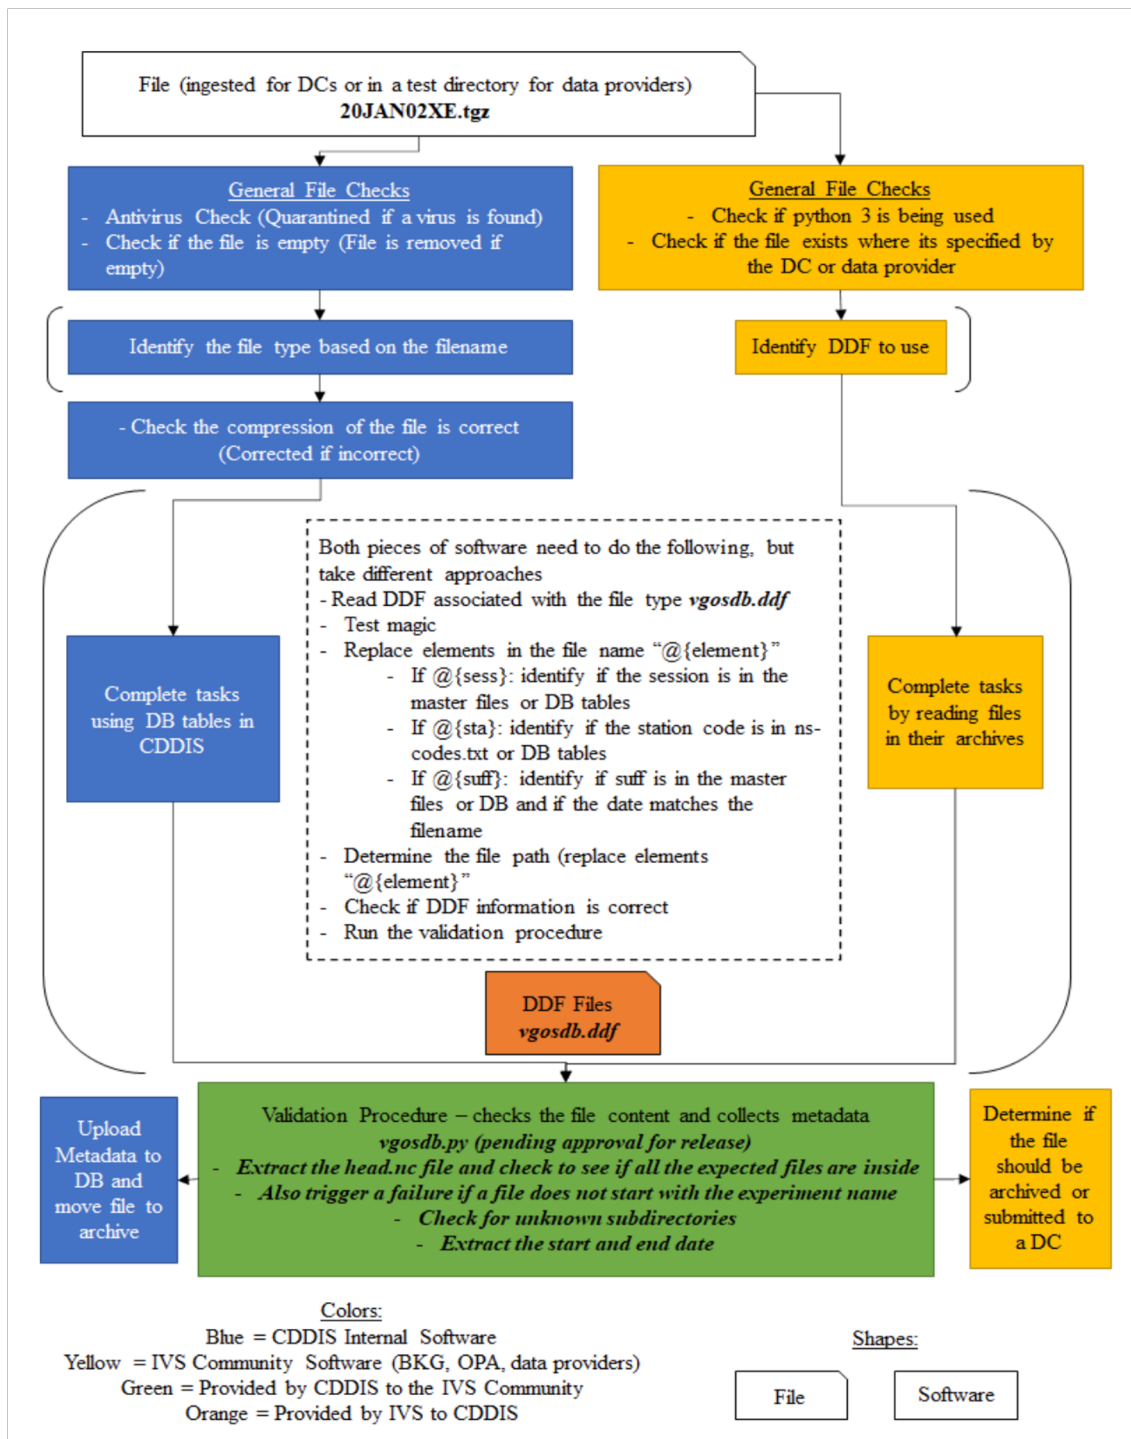 File (ingested for DCs or in a test directory for data providers)
20JAN02XE.tgz
General File Checks
- Antivirus Check (Quarantined if a virus is found)
- Check if the file is empty (File is removed if
empty)
General File Checks
- Check if python 3 is being used
- Check if the file exists where its specified by
the DC or data provider
Identify the file type based on the filename
Identify DDF to use
- Check the compression of the file is correct
(Corrected if incorrect)
Both pieces of software need to do the following, but
take different approaches
- Read DDF associated with the file type vgosdb.ddf
- Test magic
- Replace elements in the file name “@{element}”
- If @{sess}: identify if the session is in the
master files or DB tables
- If @{sta}: identify if the station code is in ns-
codes.txt or DB tables
- If @{suff}: identify if suff is in the master
files or DB and if the date matches the
filename
- Determine the file path (replace elements
“@{element}”
- Check if DDF information is correct
- Run the validation procedure
Complete tasks
using DB tables in
CDDIS
Complete tasks
by reading files
in their archives
DDF Files
vgosdb.ddf
Upload
Metadata to
DB and
move file to
archive
Validation Procedure – checks the file content and collects metadata
vgosdb.py (pending approval for release)
- Extract the head.nc file and check to see if all the expected files are inside
- Also trigger a failure if a file does not start with the experiment name
- Check for unknown subdirectories
- Extract the start and end date
Determine if
the file
should be
archived or
submitted to
a DC
Colors:
Blue = CDDIS Internal Software
Yellow = IVS Community Software (BKG, OPA, data providers)
Green = Provided by CDDIS to the IVS Community
Orange = Provided by IVS to CDDIS
Shapes:
File
Software